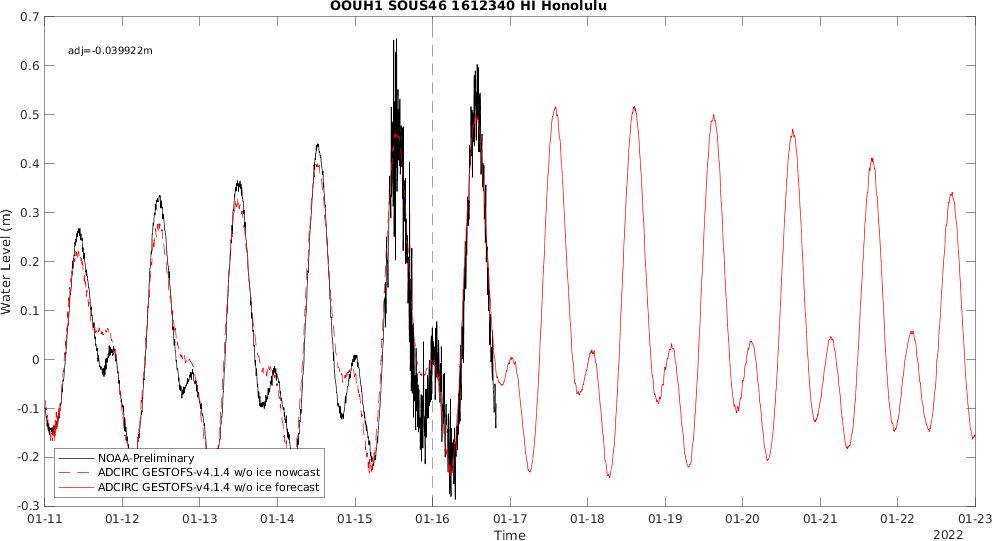 OOUH1 SOUS46 1612340 HI Honolulu
adj=-0.039922m
0.7
0.6
0.5
0.4
0.3
0.2
0.1
0
-0.1
-0.2
-0.3
Water Level (m)
NOAA-Preliminary
ADCIRC GESTOFS-v4.1.4 w/o ice nowcast
ADCIRC GESTOFS-v4.1.4 w/o ice forecast
01-11 01-12 01-13 01-14 01-15 01-16 01-17 01-18 01-19 01-20 01-21 01-22 01-23
Time
2022